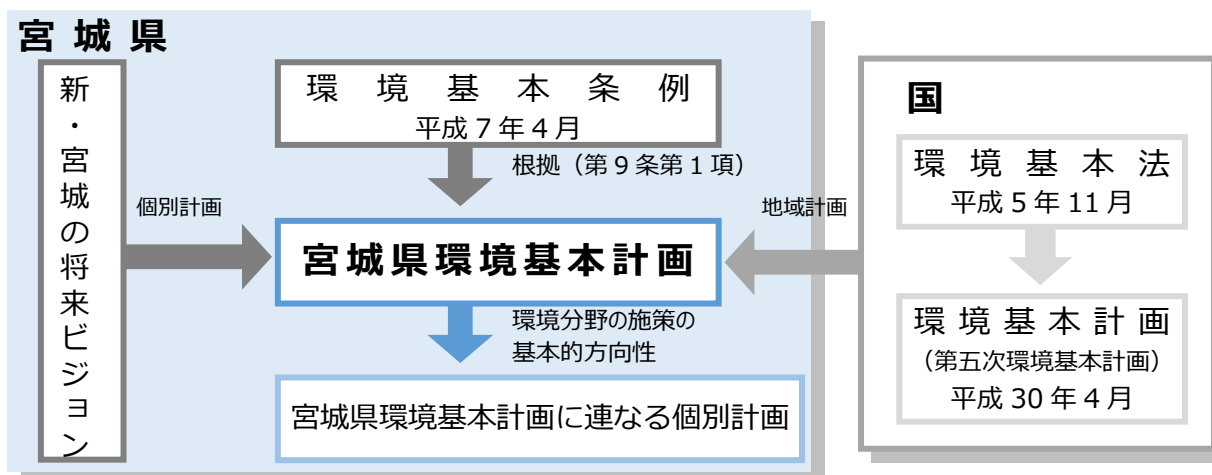 宮城県
新・宮城の将来ビジョン
環境基本条例
平成7年4月
根拠（第9条第1項）
個別計画
宮城県環境基本計画
地域計画
環境分野の施策の
基本的方向性
宮城県環境基本計画に連なる個別計画
国
環境基本法
平成5年11月
環境基本計画
（第五次環境基本計画）
平成30年4月